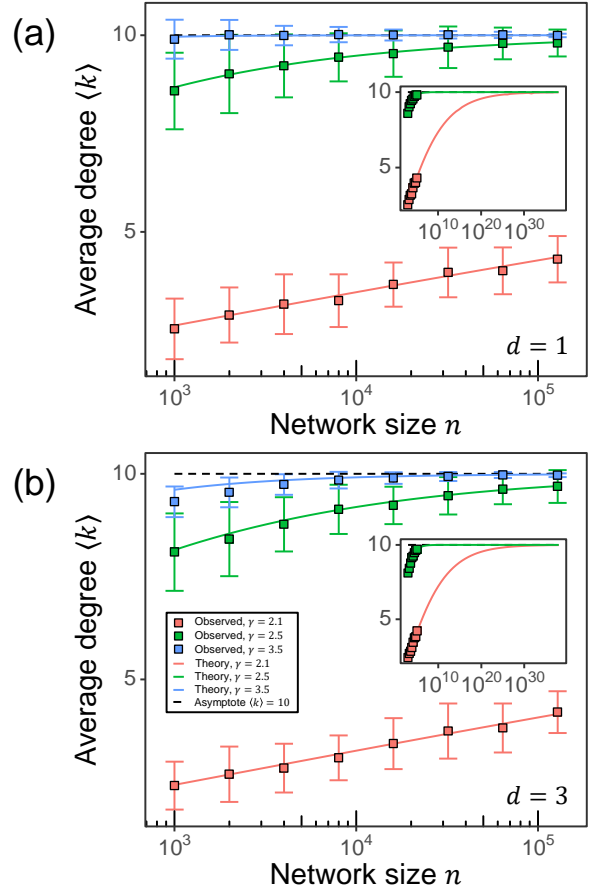 (a)
Average degree ⟨k⟩
10
5
10
5
10^10 10^20 10^30
d = 1
10^3 10^4 10^5
Network size n
(b)
Average degree ⟨k⟩
10
5
10
5
10^10 10^20 10^30
Observed, γ = 2.1
Observed, γ = 2.5
Observed, γ = 3.5
Theory, γ = 2.1
Theory, γ = 2.5
Theory, γ = 3.5
Asymptote ⟨k⟩ = 10
d = 3
10^3 10^4 10^5
Network size n